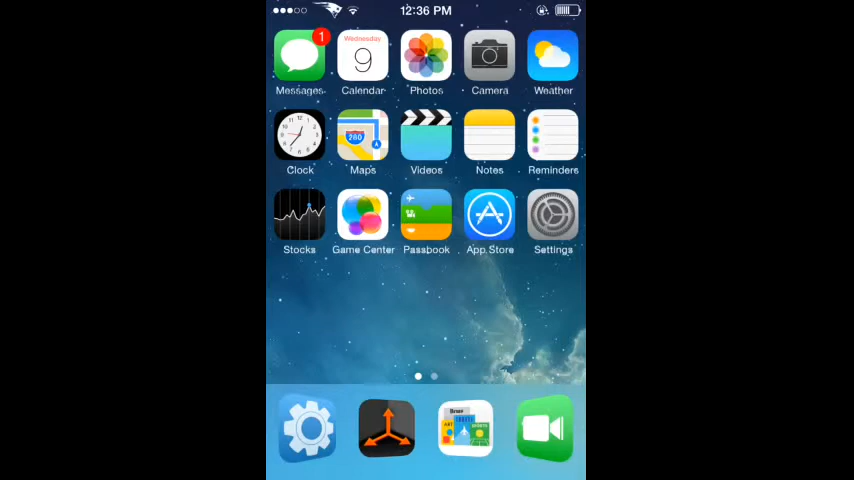 12:36 PM
1
Wednesday
9
Messages Calendar Photos Camera Weather
280
A
Clock Maps Videos Notes Reminders
Stocks Game Center Passbook App Store Settings